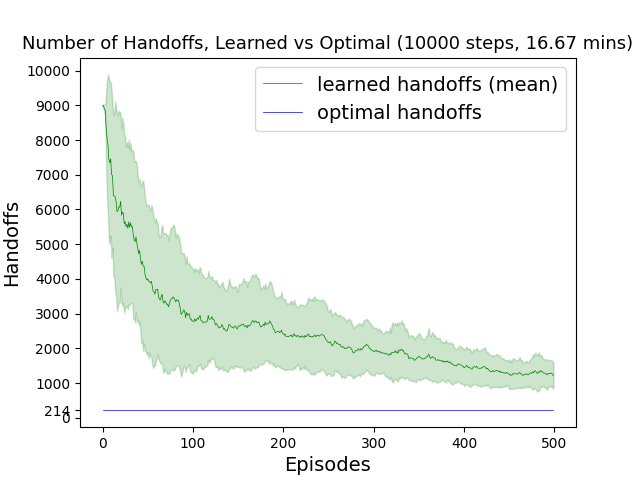 Number of Handoffs, Learned vs Optimal (10000 steps, 16.67 mins)
learned handoffs (mean)
optimal handoffs
Handoffs
10000
9000
8000
7000
6000
5000
4000
3000
2000
1000
214
0
0 100 200 300 400 500
Episodes